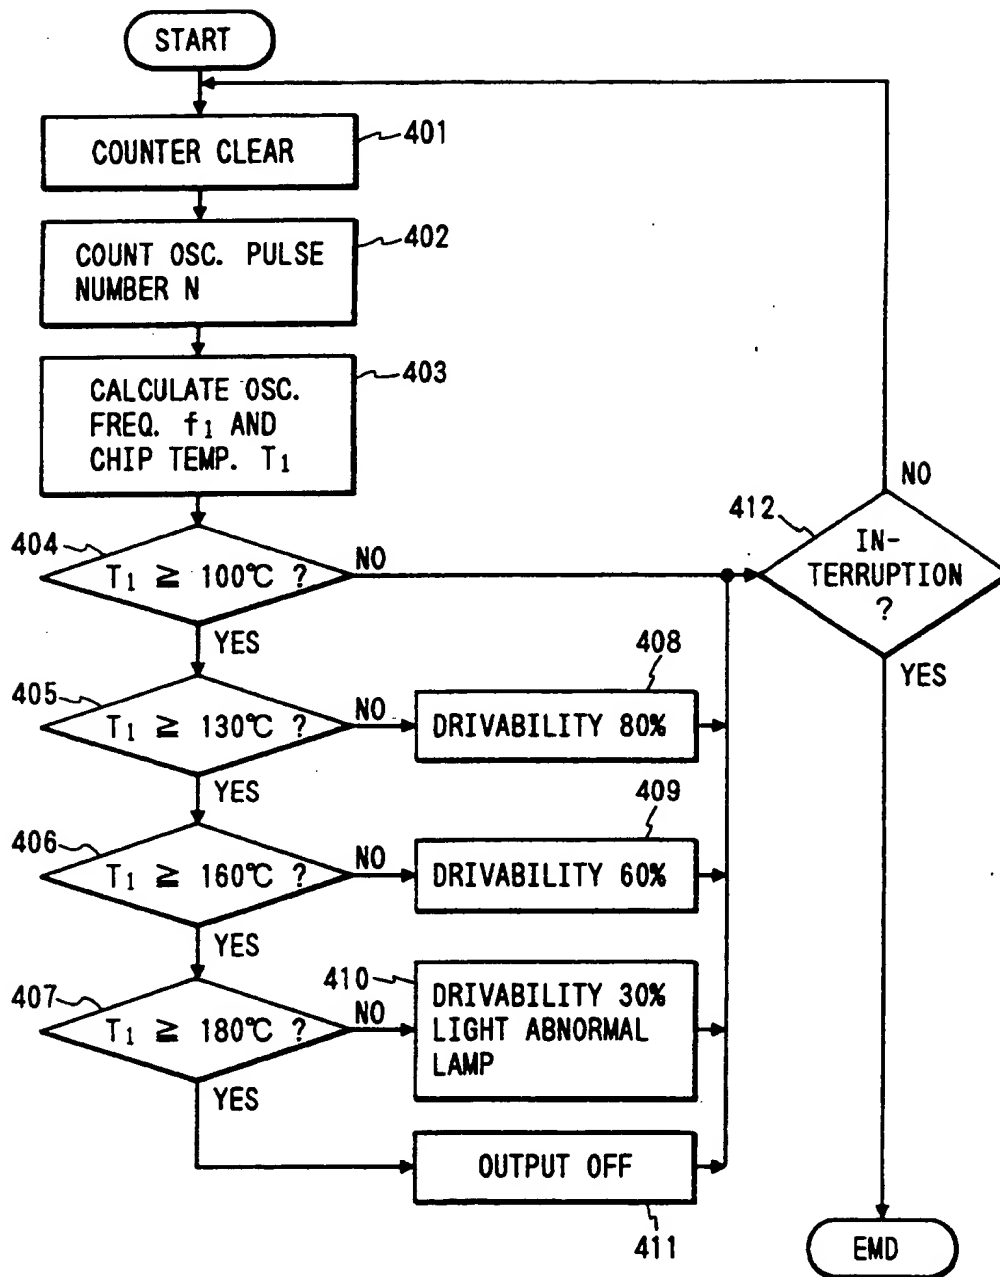 START
COUNTER CLEAR
401
COUNT OSC. PULSE
NUMBER N
402
CALCULATE OSC.
FREQ. f1 AND
CHIP TEMP. T1
403
404
T1 ≧ 100℃ ?
NO
YES
412
IN-
TERRUPTION
?
NO
YES
405
T1 ≧ 130℃ ?
NO
YES
408
DRIVABILITY 80%
406
T1 ≧ 160℃ ?
NO
YES
409
DRIVABILITY 60%
407
T1 ≧ 180℃ ?
NO
YES
410
DRIVABILITY 30%
LIGHT ABNORMAL
LAMP
OUTPUT OFF
411
EMD